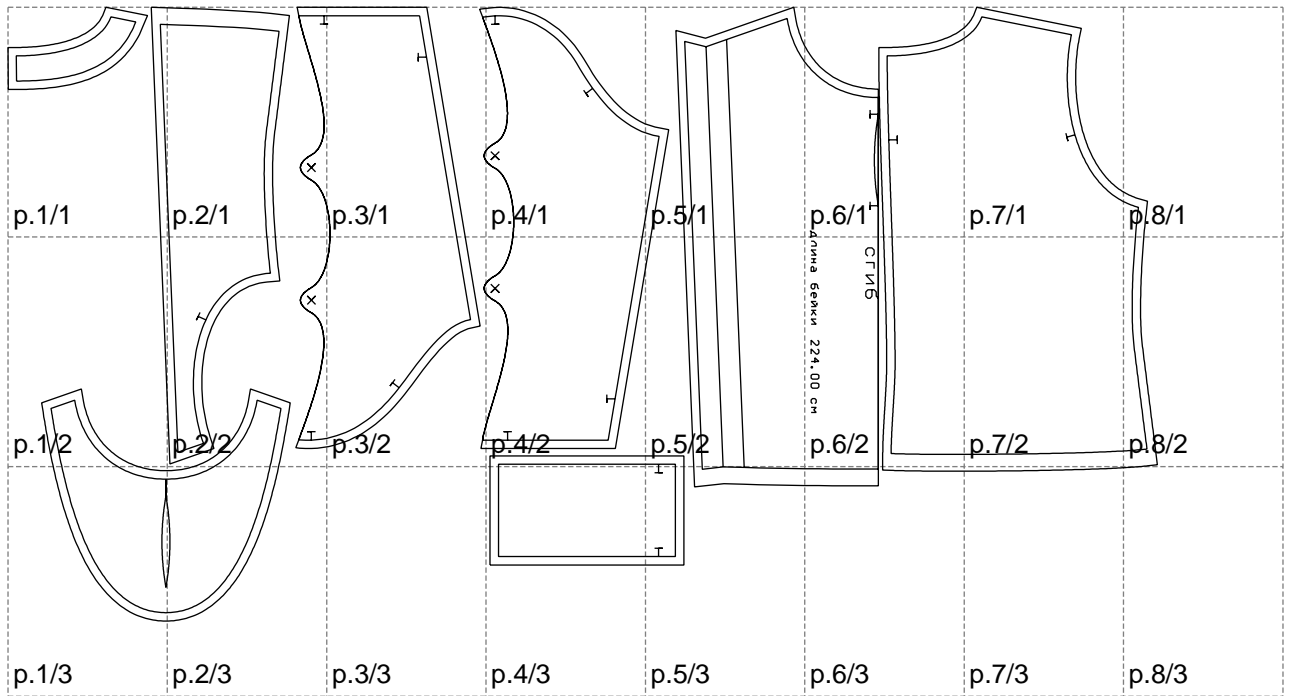 p.1/1 p.2/1 p.3/1 p.4/1 p.5/1 p.6/1 p.7/1 p.8/1
сгиб
длина бейки 224.00 см
p.1/2 p.2/2 p.3/2 p.4/2 p.5/2 p.6/2 p.7/2 p.8/2
p.1/3 p.2/3 p.3/3 p.4/3 p.5/3 p.6/3 p.7/3 p.8/3